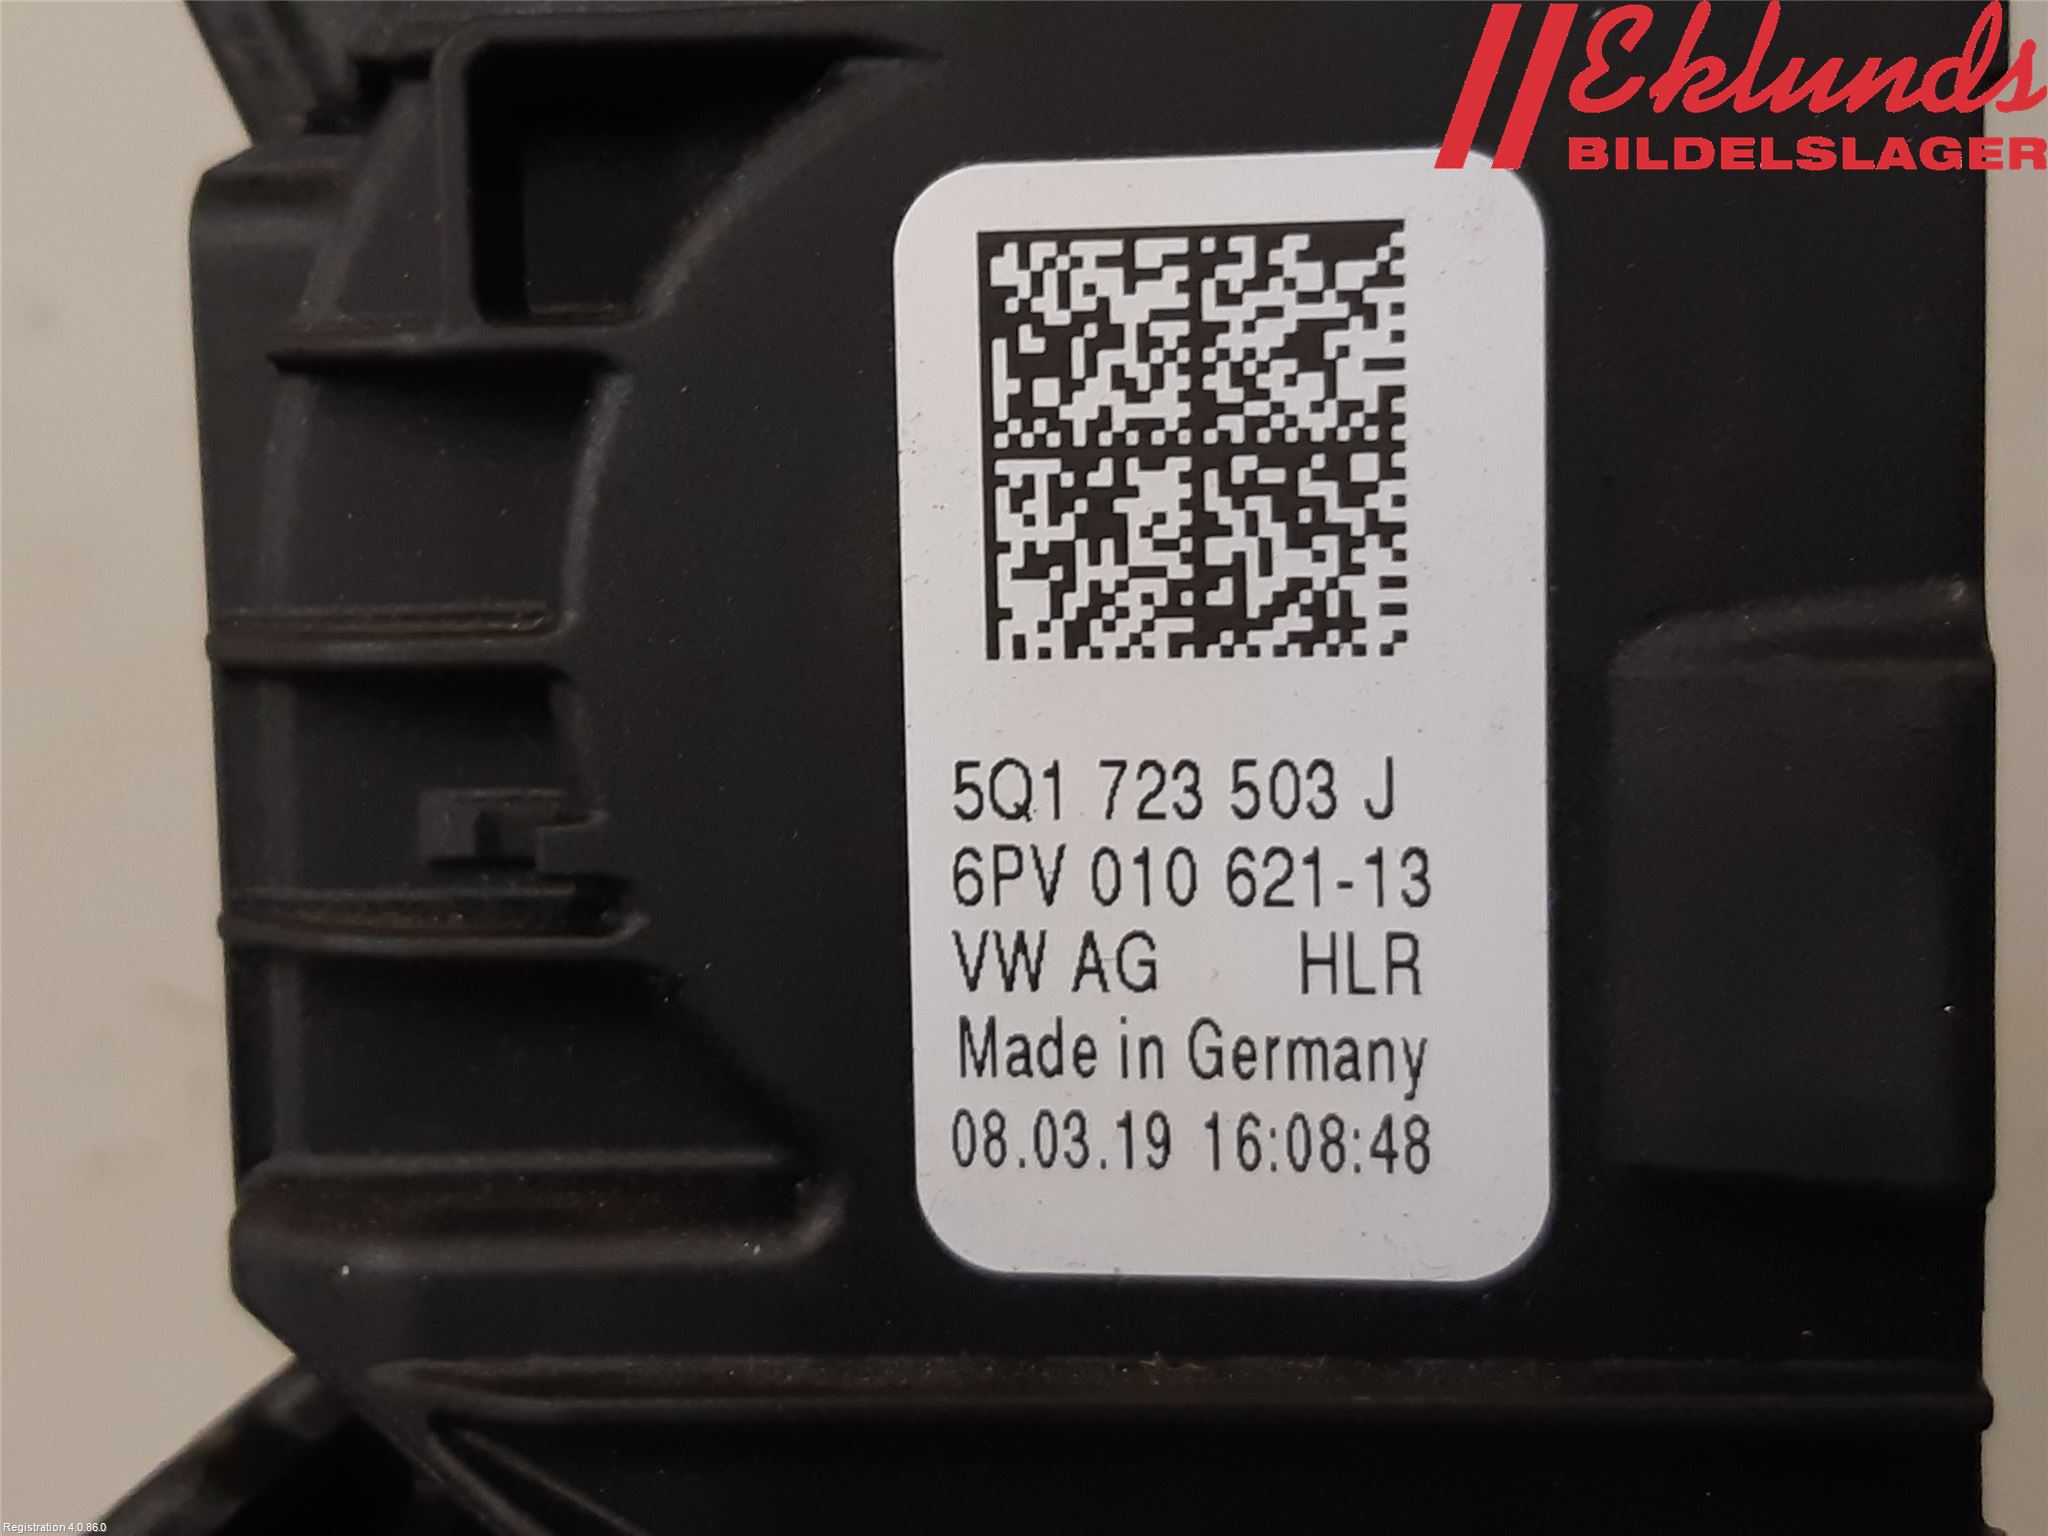 Eklunds
BILDELSLAGER
5Q1 723 503 J
6PV 010 621-13
VW AG HLR
Made in Germany
08.03.19 16:08:48
Registration 4.0.86.0